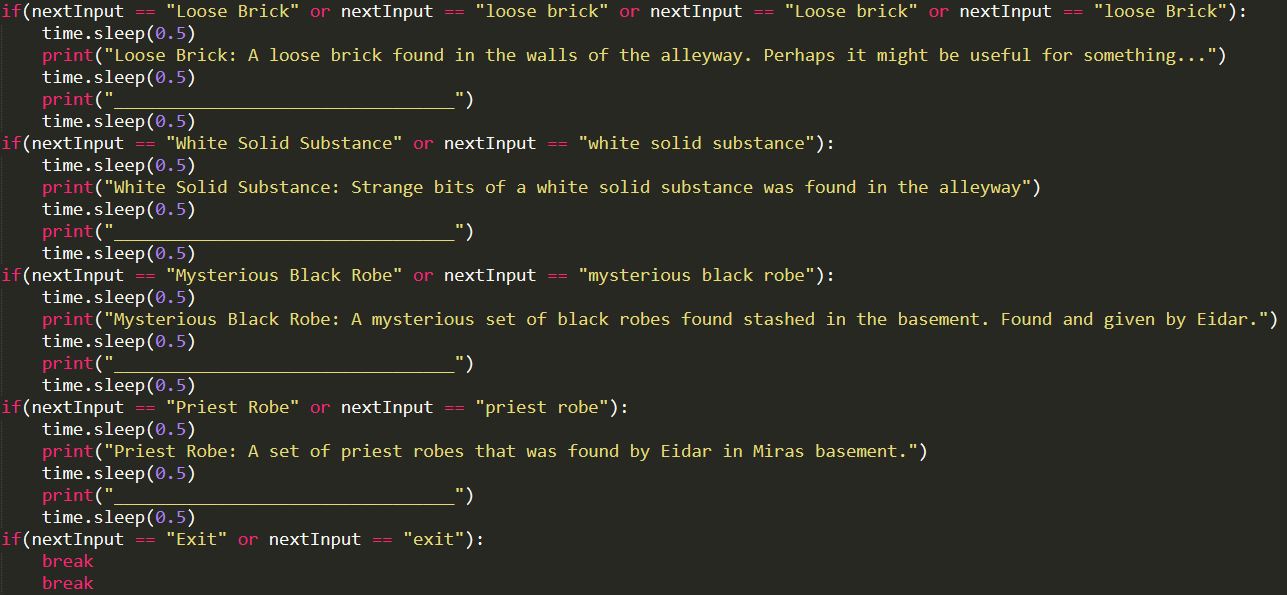 if(nextInput == "Loose Brick" or nextInput == "loose brick" or nextInput == "Loose brick" or nextInput == "loose Brick"):
    time.sleep(0.5)
    print("Loose Brick: A loose brick found in the walls of the alleyway. Perhaps it might be useful for something...")
    time.sleep(0.5)
    print("_________________________________")
    time.sleep(0.5)
if(nextInput == "White Solid Substance" or nextInput == "white solid substance"):
    time.sleep(0.5)
    print("White Solid Substance: Strange bits of a white solid substance was found in the alleyway")
    time.sleep(0.5)
    print("_________________________________")
    time.sleep(0.5)
if(nextInput == "Mysterious Black Robe" or nextInput == "mysterious black robe"):
    time.sleep(0.5)
    print("Mysterious Black Robe: A mysterious set of black robes found stashed in the basement. Found and given by Eidar.")
    time.sleep(0.5)
    print("_________________________________")
    time.sleep(0.5)
if(nextInput == "Priest Robe" or nextInput == "priest robe"):
    time.sleep(0.5)
    print("Priest Robe: A set of priest robes that was found by Eidar in Miras basement.")
    time.sleep(0.5)
    print("_________________________________")
    time.sleep(0.5)
if(nextInput == "Exit" or nextInput == "exit"):
    break
    break